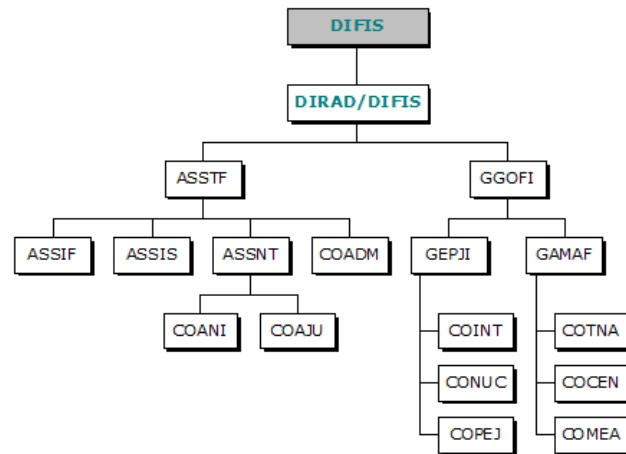 DIFIS
DIRAD/DIFIS
ASSTF
GGOFI
ASSIF
ASSIS
ASSNT
COADM
GEPJI
GAMAF
COANI
COAJU
COINT
COTNA
CONUC
COCEN
COPEJ
COMEA